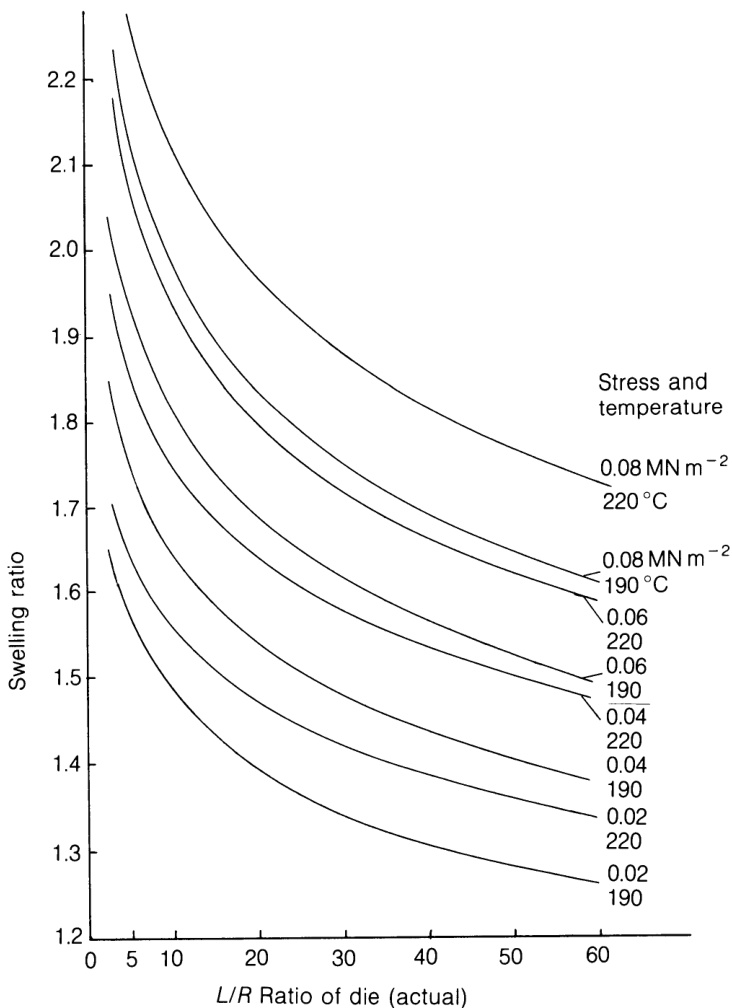 2.2
2.1
2.0
1.9
1.8
1.7
1.6
1.5
1.4
1.3
1.2
Swelling ratio
0 5 10 20 30 40 50 60
L/R Ratio of die (actual)
Stress and
temperature
0.08 MN m⁻²
220 °C
0.08 MN m⁻²
190 °C
0.06
220
0.06
190
0.04
220
0.04
190
0.02
220
0.02
190